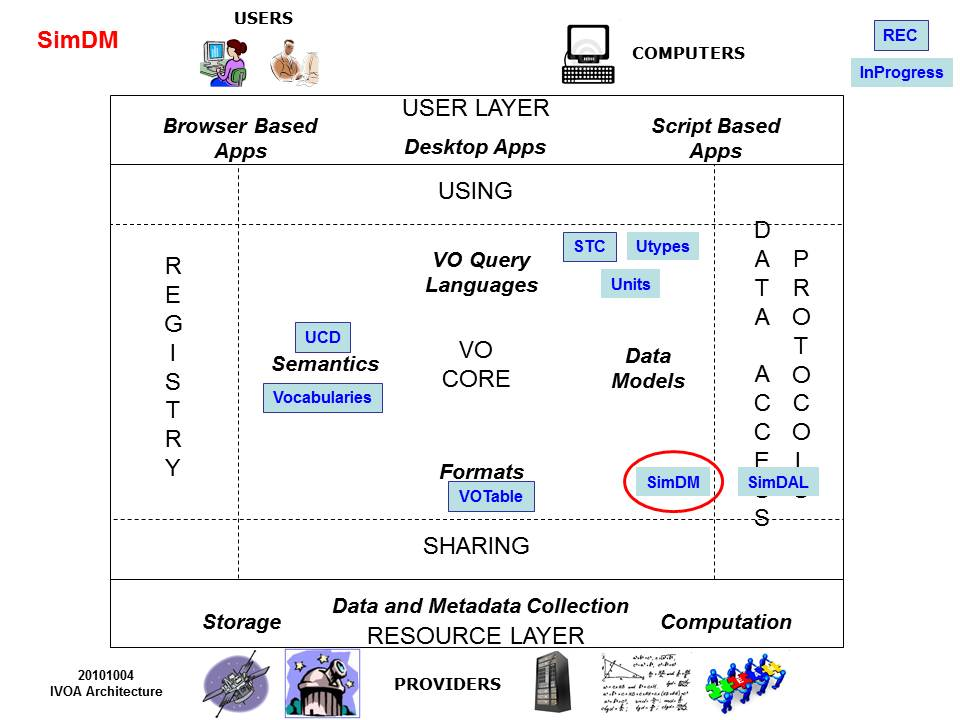 SimDM
USERS
COMPUTERS
REC
InProgress
USER LAYER
Browser Based
Apps
Desktop Apps
Script Based
Apps
USING
REGISTRY
VO Query
Languages
STC
Utypes
Units
UCD
Semantics
Vocabularies
VO
CORE
Data
Models
DATA ACCESS
PROTOCOLS
Formats
VOTable
SimDM
SimDAL
SHARING
Data and Metadata Collection
Storage
Computation
RESOURCE LAYER
20101004
IVOA Architecture
PROVIDERS